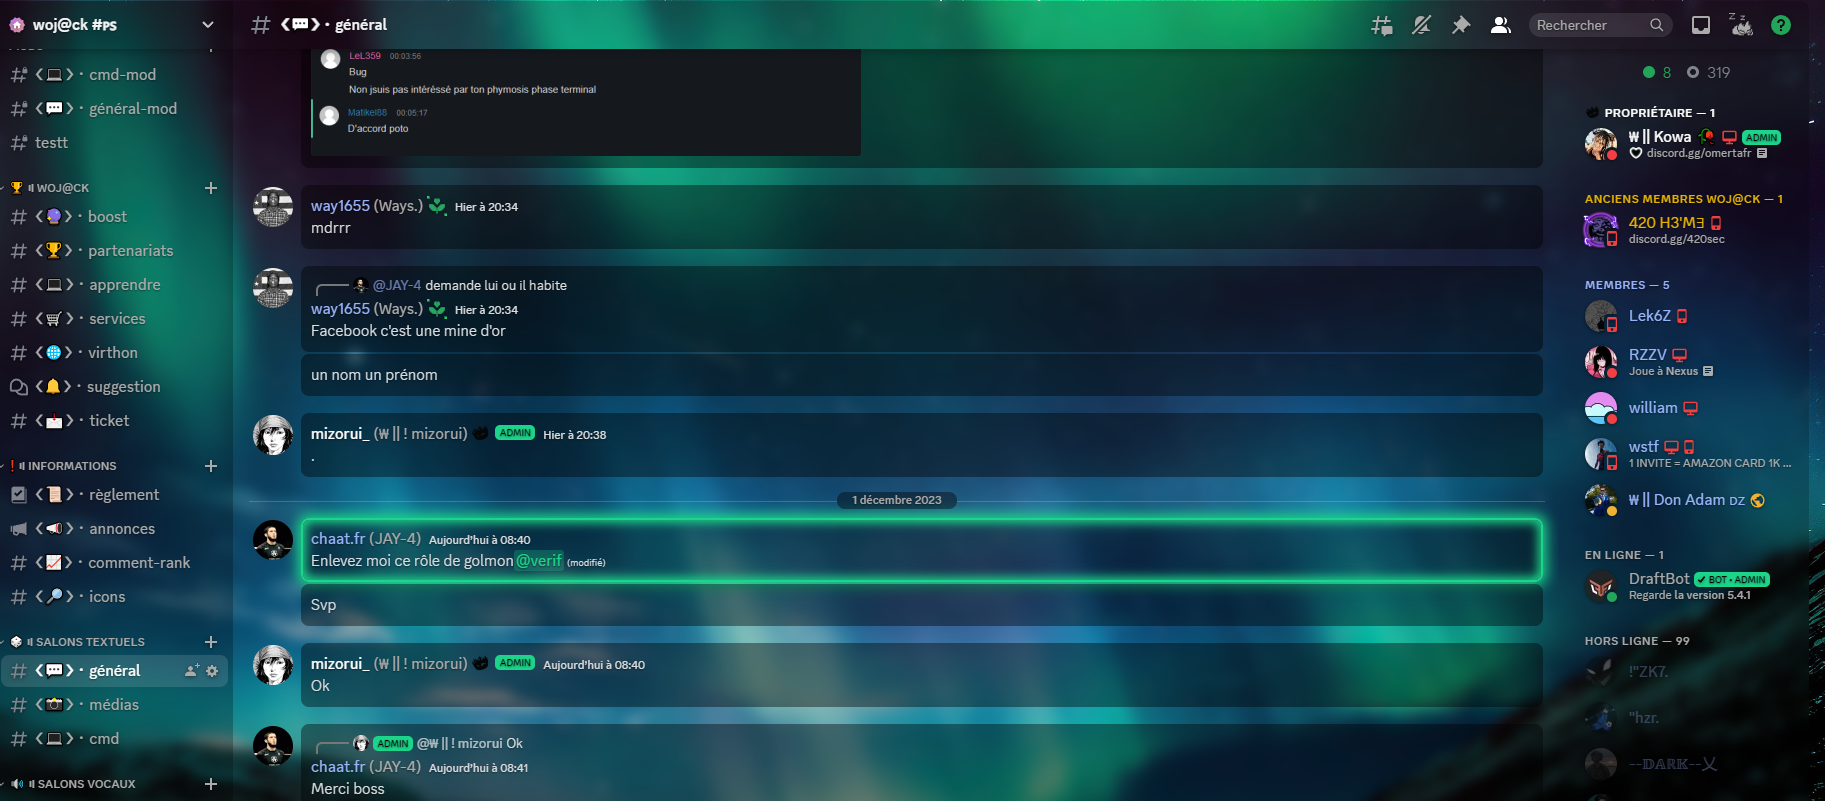 woj@ck #PS
cmd-mod
général-mod
testt
WOJ@CK
boost
partenariats
apprendre
services
virthon
suggestion
ticket
INFORMATIONS
règlement
annonces
comment-rank
icons
SALONS TEXTUELS
général
médias
cmd
SALONS VOCAUX
général
Rechercher
LeL359 00:03:56
Bug
Non jsuis pas intéréssé par ton phymosis phase terminal
Matikei88 00:05:17
D'accord poto
way1655 (Ways.) Hier à 20:34
mdrrr
@JAY-4 demande lui ou il habite
way1655 (Ways.) Hier à 20:34
Facebook c'est une mine d'or
un nom un prénom
mizorui_ (₩ || ! mizorui) ADMIN Hier à 20:38
.
1 décembre 2023
chaat.fr (JAY-4) Aujourd'hui à 08:40
Enlevez moi ce rôle de golmon @verif (modifié)
Svp
mizorui_ (₩ || ! mizorui) ADMIN Aujourd'hui à 08:40
Ok
ADMIN @₩ || ! mizorui Ok
chaat.fr (JAY-4) Aujourd'hui à 08:41
Merci boss
8 319
PROPRIÉTAIRE — 1
₩ || Kowa ADMIN
discord.gg/omertafr
ANCIENS MEMBRES WOJ@CK — 1
420 H3'MƎ
discord.gg/420sec
MEMBRES — 5
Lek6Z
RZZV
Joue à Nexus
william
wstf
1 INVITE = AMAZON CARD 1K ...
₩ || Don Adam DZ
EN LIGNE — 1
DraftBot BOT • ADMIN
Regarde la version 5.4.1
HORS LIGNE — 99
!"ZK7.
"hzr.
--𝔻𝔸ℝ𝕂--乂